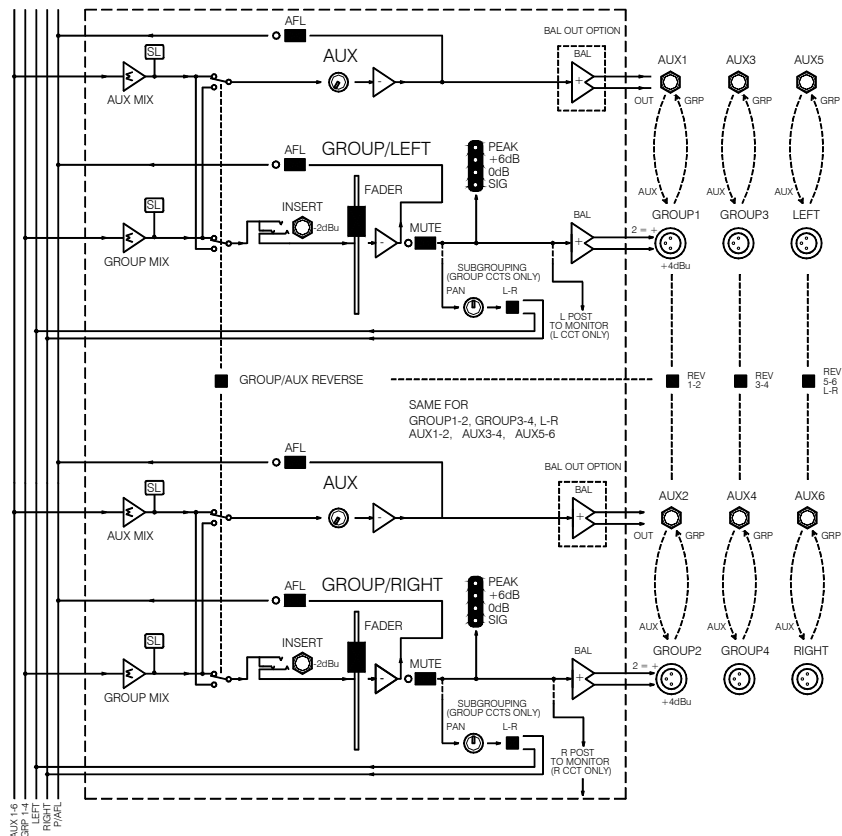 AFL
BAL OUT OPTION
SL
AUX
BAL
AUX1 AUX3 AUX5
+
-
Σ
AUX MIX
OUT GRP GRP GRP
AFL
GROUP/LEFT
PEAK
+6dB
0dB
SIG
SL
INSERT
FADER
-2dBu
AUX AUX AUX
GROUP1 GROUP3 LEFT
MUTE
BAL
2 = +
+
-
Σ
GROUP MIX
+4dBu
SUBGROUPING
(GROUP CCTS ONLY)
PAN L-R
L POST
TO MONITOR
(L CCT ONLY)
GROUP/AUX REVERSE
REV
1-2
REV
3-4
REV
5-6
L-R
SAME FOR
GROUP1-2, GROUP3-4, L-R
AUX1-2, AUX3-4, AUX5-6
AFL
BAL OUT OPTION
SL
AUX
BAL
AUX2 AUX4 AUX6
+
-
Σ
AUX MIX
OUT GRP GRP GRP
AFL
GROUP/RIGHT
PEAK
+6dB
0dB
SIG
SL
INSERT
FADER
-2dBu
AUX AUX AUX
GROUP2 GROUP4 RIGHT
MUTE
BAL
2 = +
+
-
Σ
GROUP MIX
+4dBu
SUBGROUPING
(GROUP CCTS ONLY)
PAN L-R
R POST
TO MONITOR
(R CCT ONLY)
AUX 1-6
GRP 1-4
LEFT
RIGHT
P/AFL